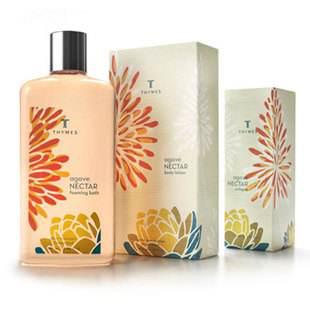 T
THYMES
agave
NECTAR
foaming bath
T
THYMES
agave
NECTAR
body lotion
T
THYMES
agave
NECTAR